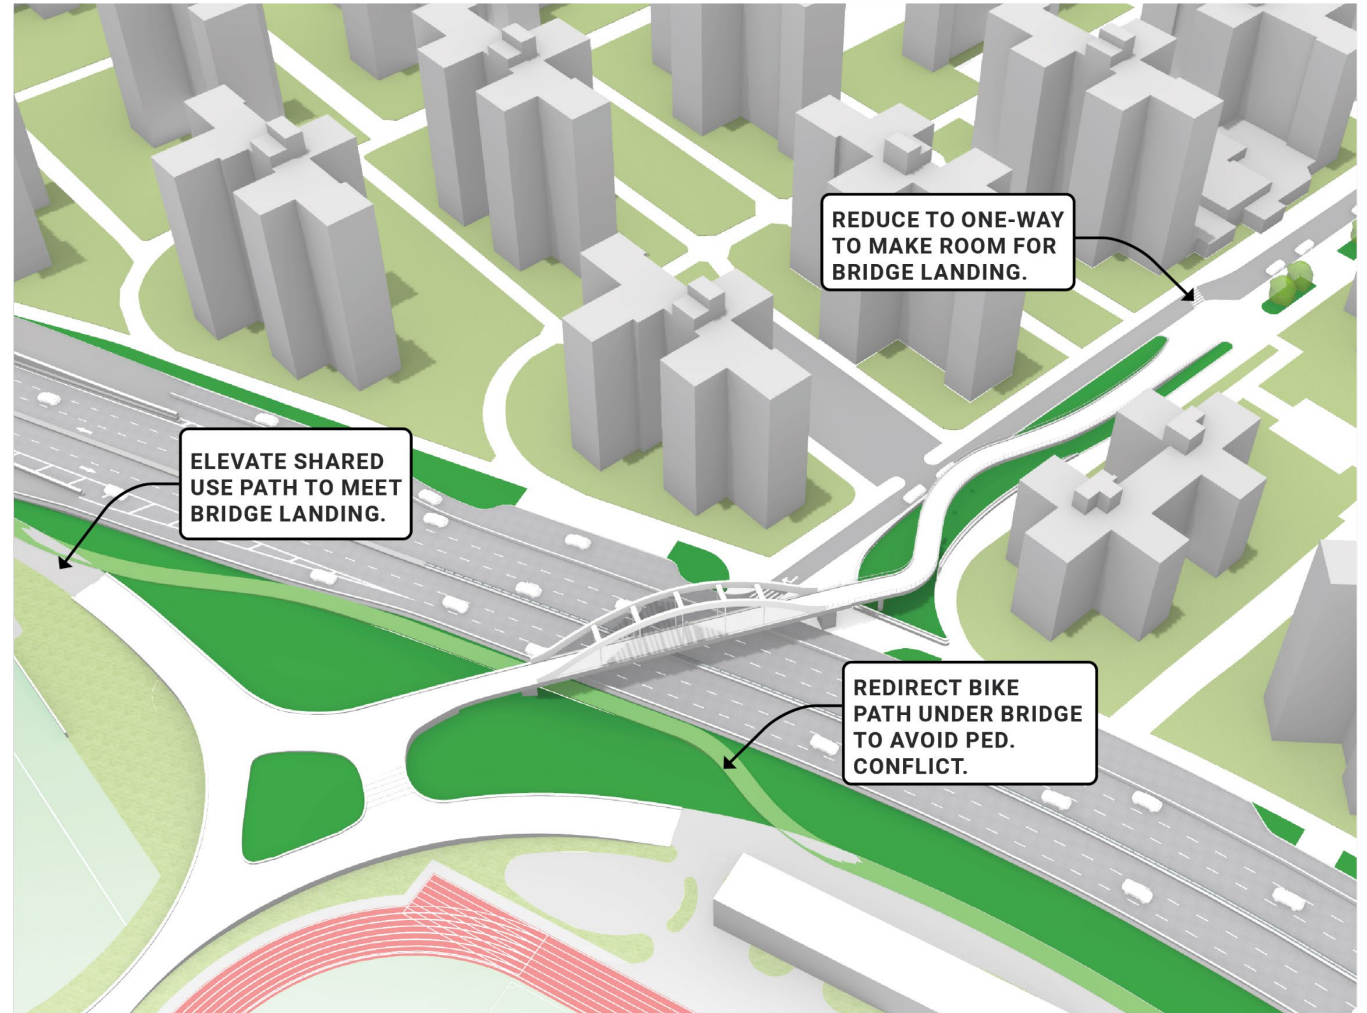 REDUCE TO ONE-WAY
TO MAKE ROOM FOR
BRIDGE LANDING.
ELEVATE SHARED
USE PATH TO MEET
BRIDGE LANDING.
REDIRECT BIKE
PATH UNDER BRIDGE
TO AVOID PED.
CONFLICT.